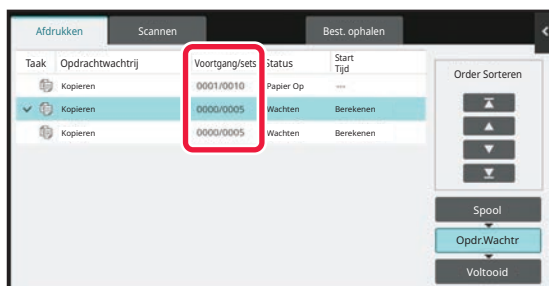 Afdrukken Scannen Best. ophalen
Taak Opdrachtwachtrij Voortgang/sets Status Start Tijd
Kopieren 0001/0010 Papier Op ---
Kopieren 0000/0005 Wachten Berekenen
Kopieren 0000/0005 Wachten Berekenen
Order Sorteren
Spool
Opdr.Wachtr
Voltooid